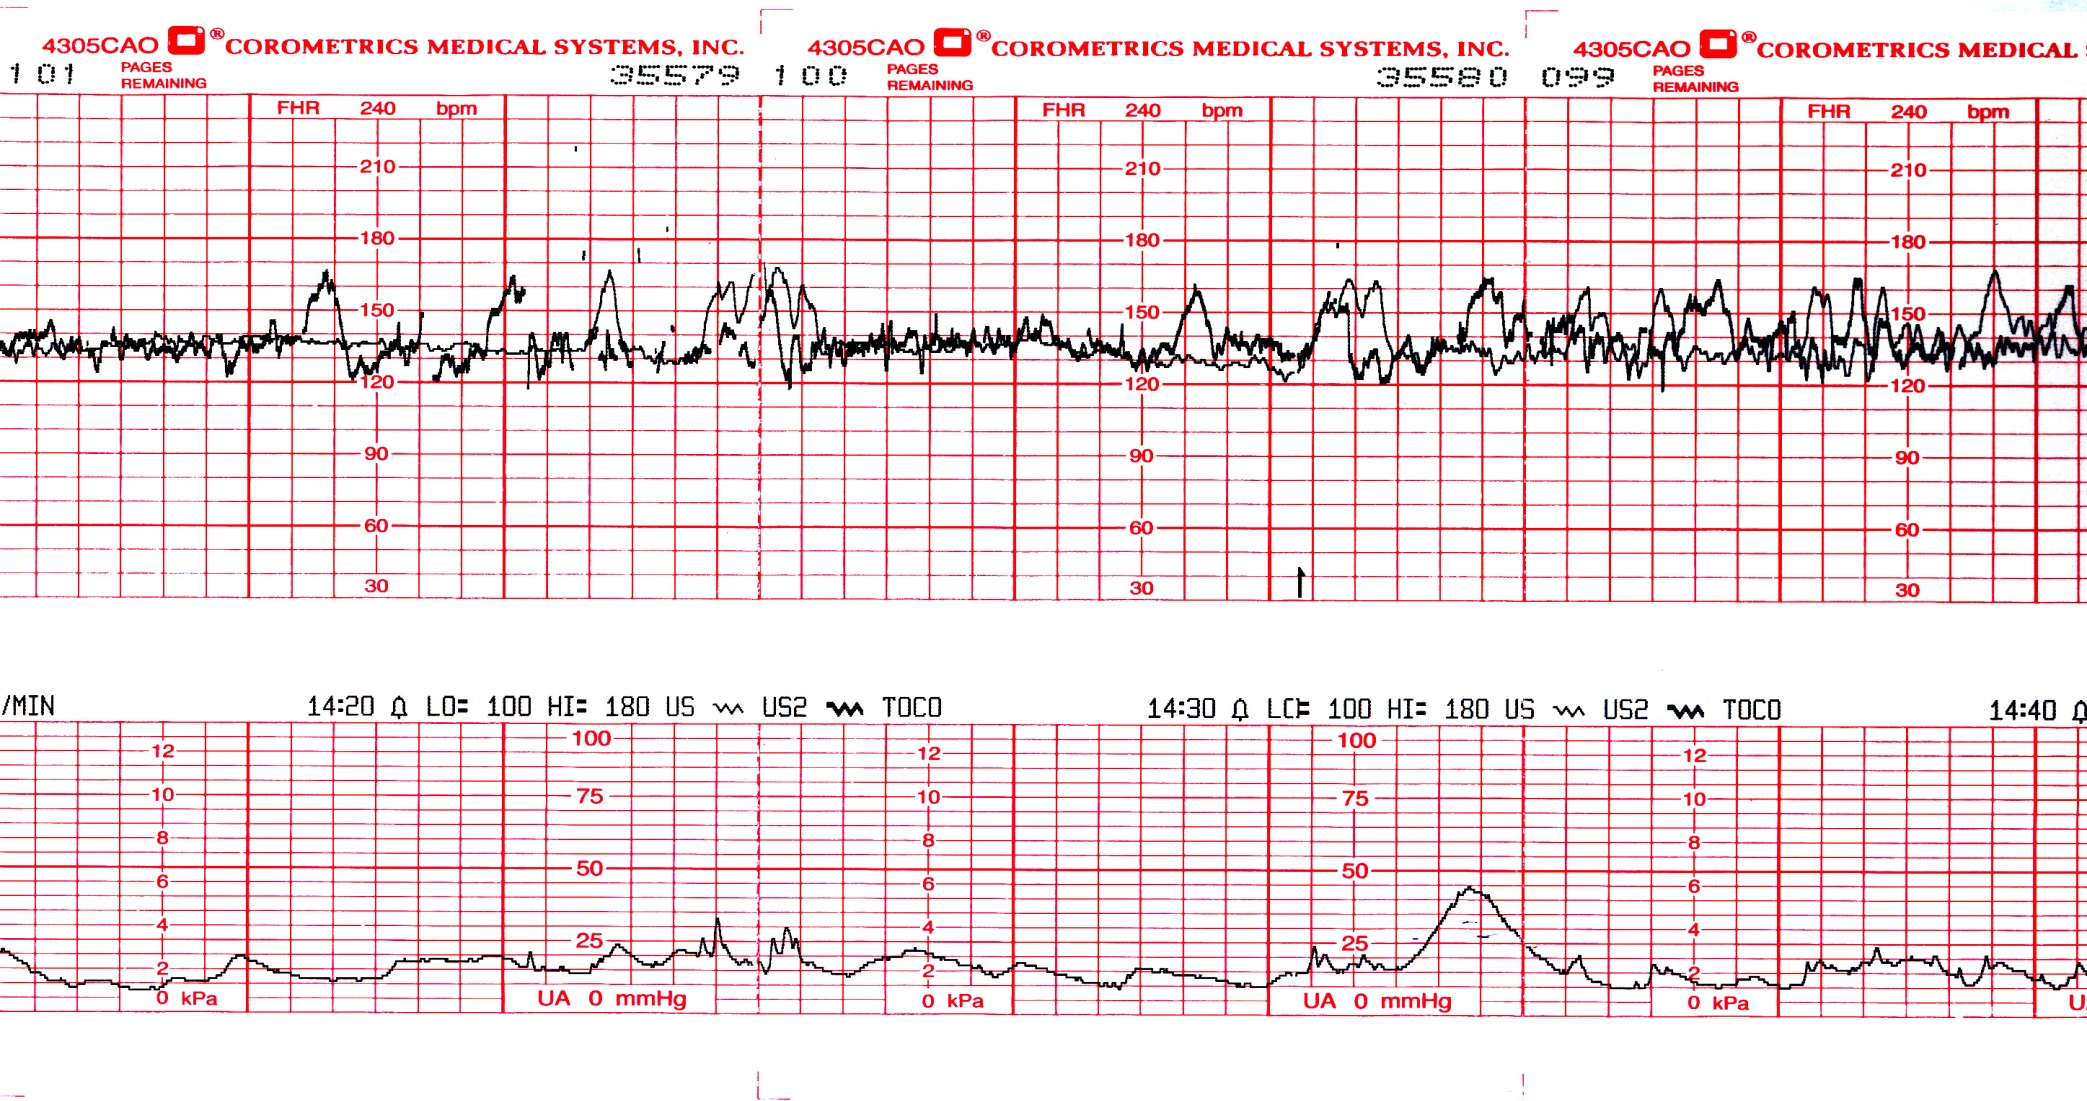 4305CAO ® COROMETRICS MEDICAL SYSTEMS, INC. 4305CAO ® COROMETRICS MEDICAL SYSTEMS, INC. 4305CAO ® COROMETRICS MEDICAL
101 PAGES REMAINING 35579 100 PAGES REMAINING 35580 099 PAGES REMAINING
FHR 240 bpm FHR 240 bpm FHR 240 bpm
210 210 210
180 180 180
150 150 150
120 120 120
90 90 90
60 60 60
30 30 30
/MIN 14:20 LO= 100 HI= 180 US US2 TOCO 14:30 100 HI= 180 US US2 TOCO 14:40
100 100
12 12 12
10 75 10 75 10
8 8 8
6 50 6 50 6
4 25 4 25 4
2 2 2
0 kPa UA 0 mmHg 0 kPa UA 0 mmHg 0 kPa